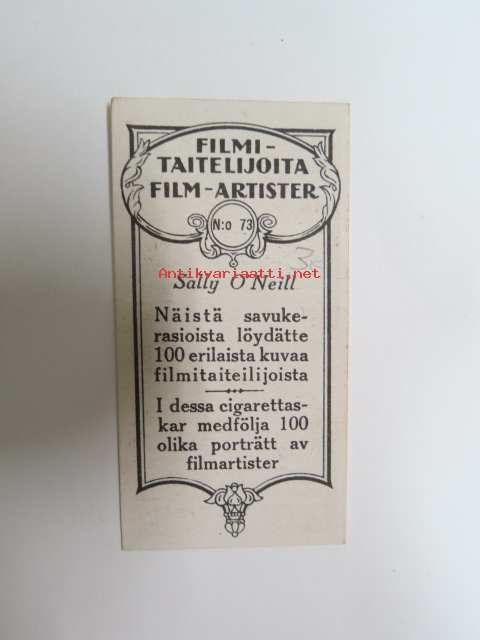 FILMI-
TAITELIJOITA
FILM-ARTISTER
N:o 73
Antikvariaatti.net
Sally O'Neill
Näistä savuke-
rasioista löydätte
100 erilaista kuvaa
filmitaiteilijoista
I dessa cigarettas-
kar medfölja 100
olika porträtt av
filmartister